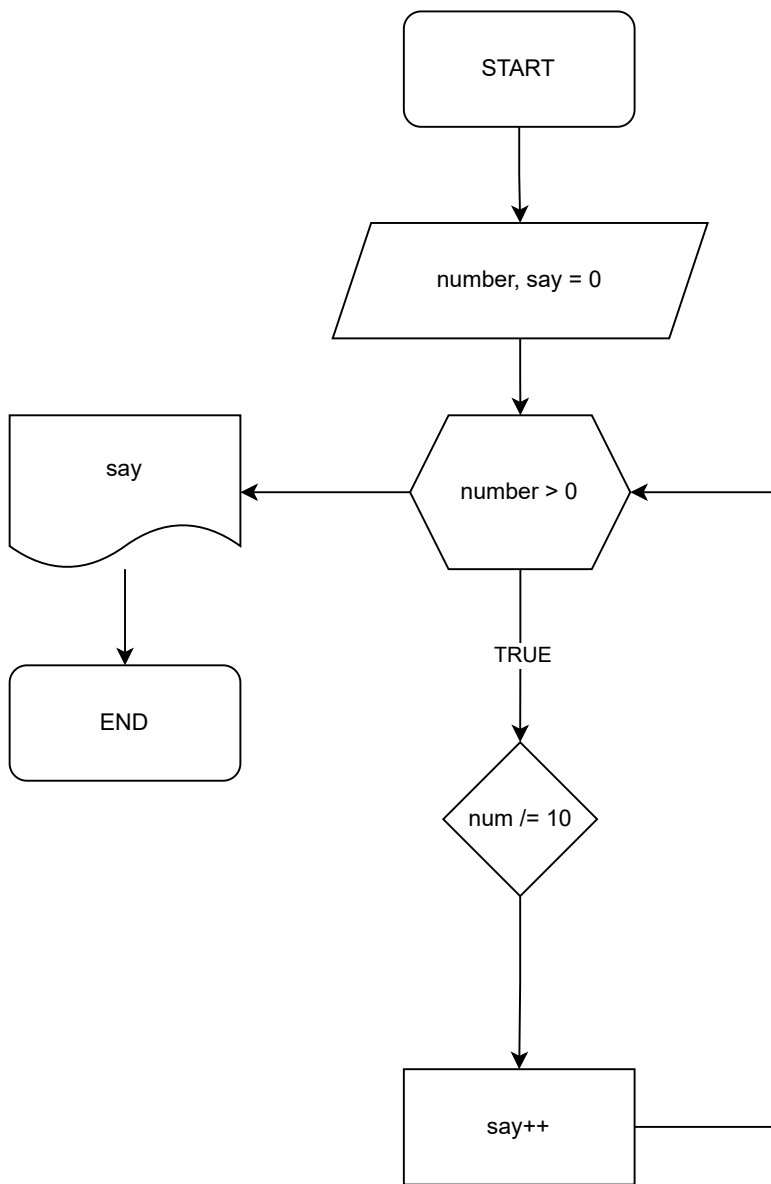 START
number, say = 0
number > 0
say
TRUE
END
num /= 10
say++